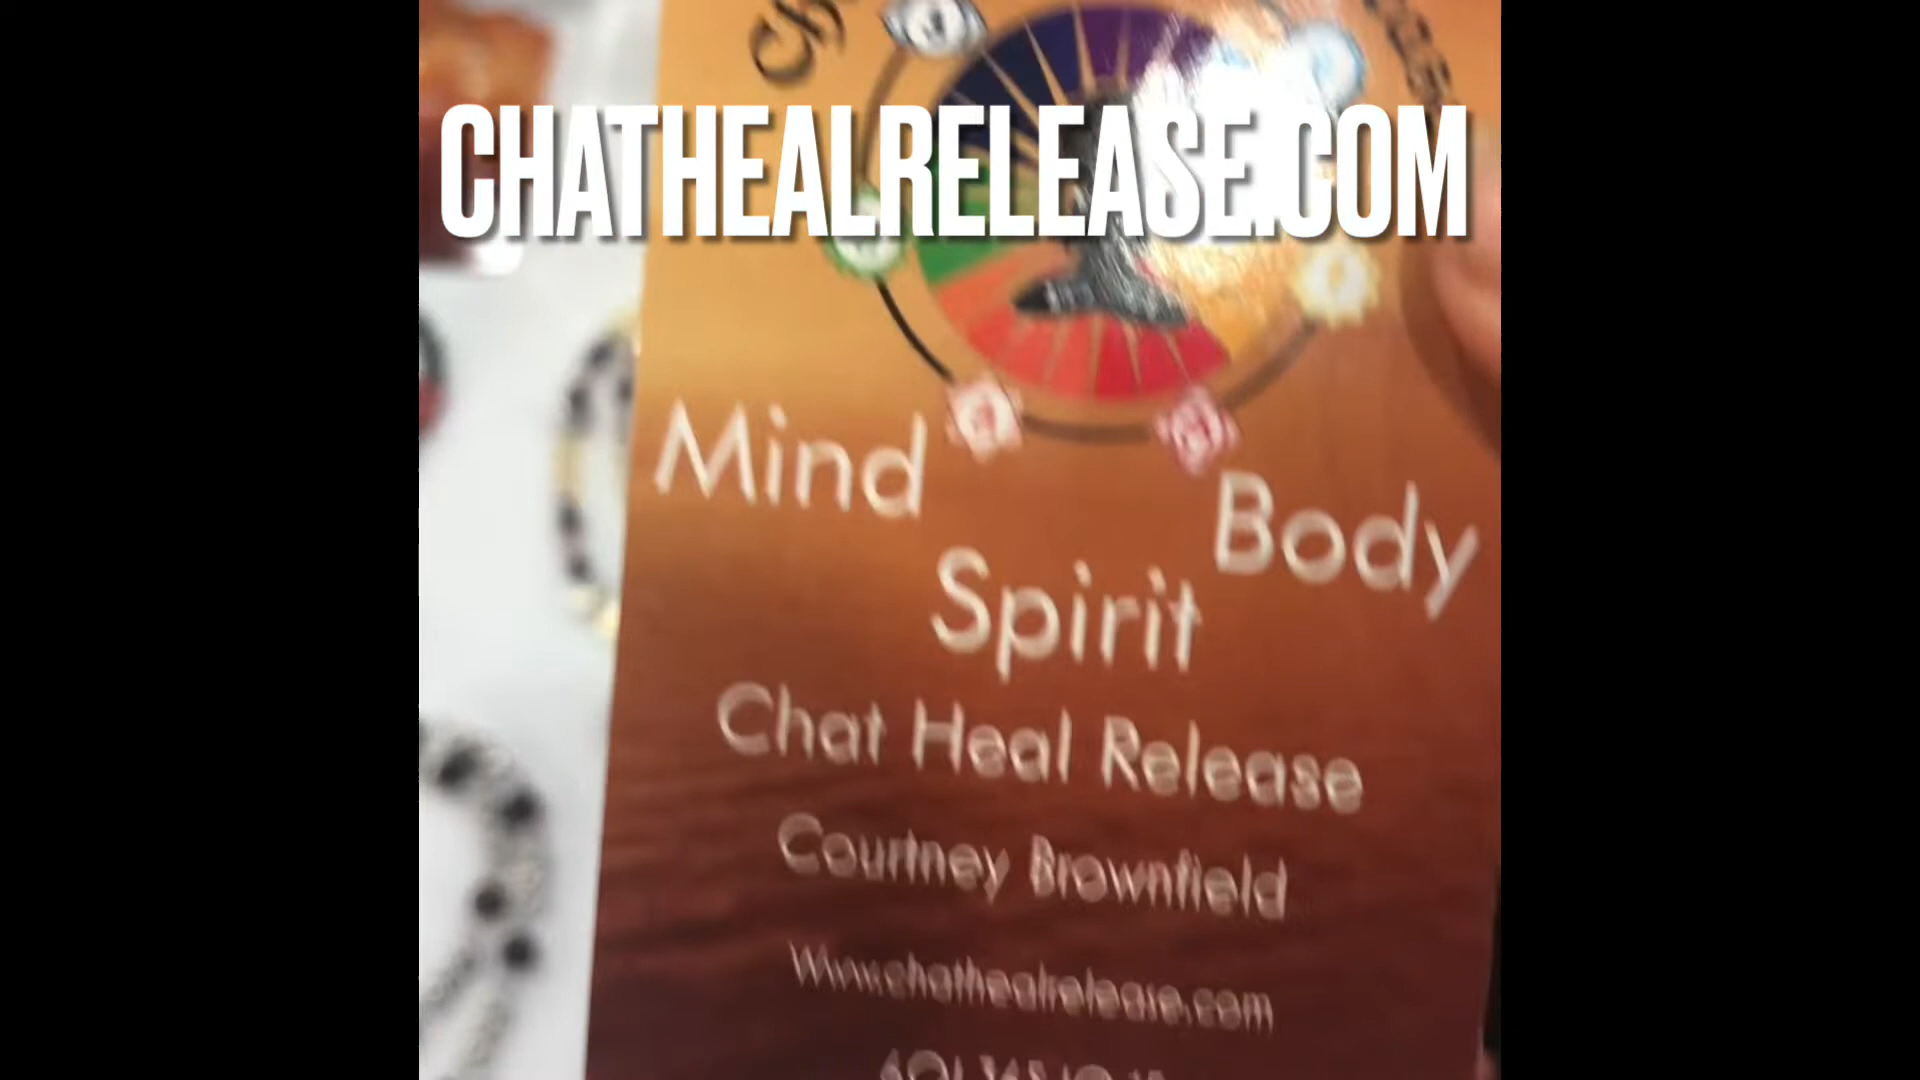 CHATHEALRELEASE.COM
Mind
Body
Spirit
Chat Heal Release
Courtney Brownfield
Www.chathealrelease.com